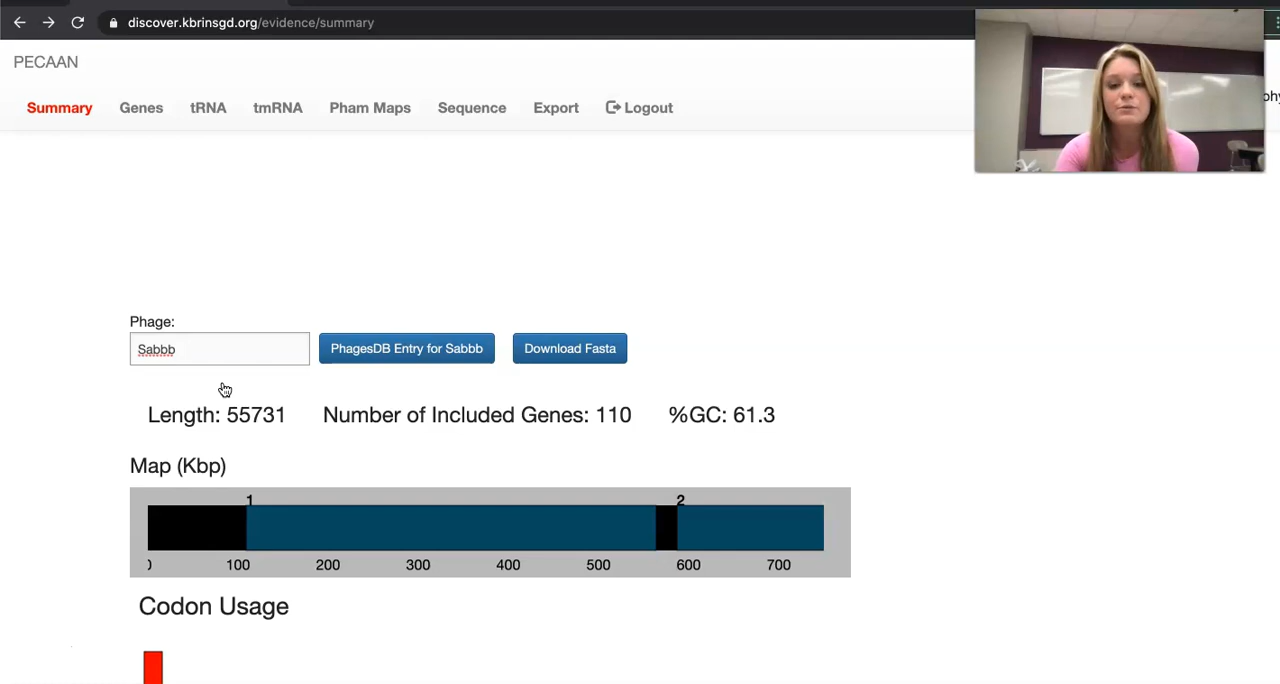 discover.kbrinsgd.org/evidence/summary
PECAAN
Summary Genes tRNA tmRNA Pham Maps Sequence Export Logout
Phage:
Sabbb PhagesDB Entry for Sabbb Download Fasta
Length: 55731 Number of Included Genes: 110 %GC: 61.3
Map (Kbp)
1 2
100 200 300 400 500 600 700
Codon Usage